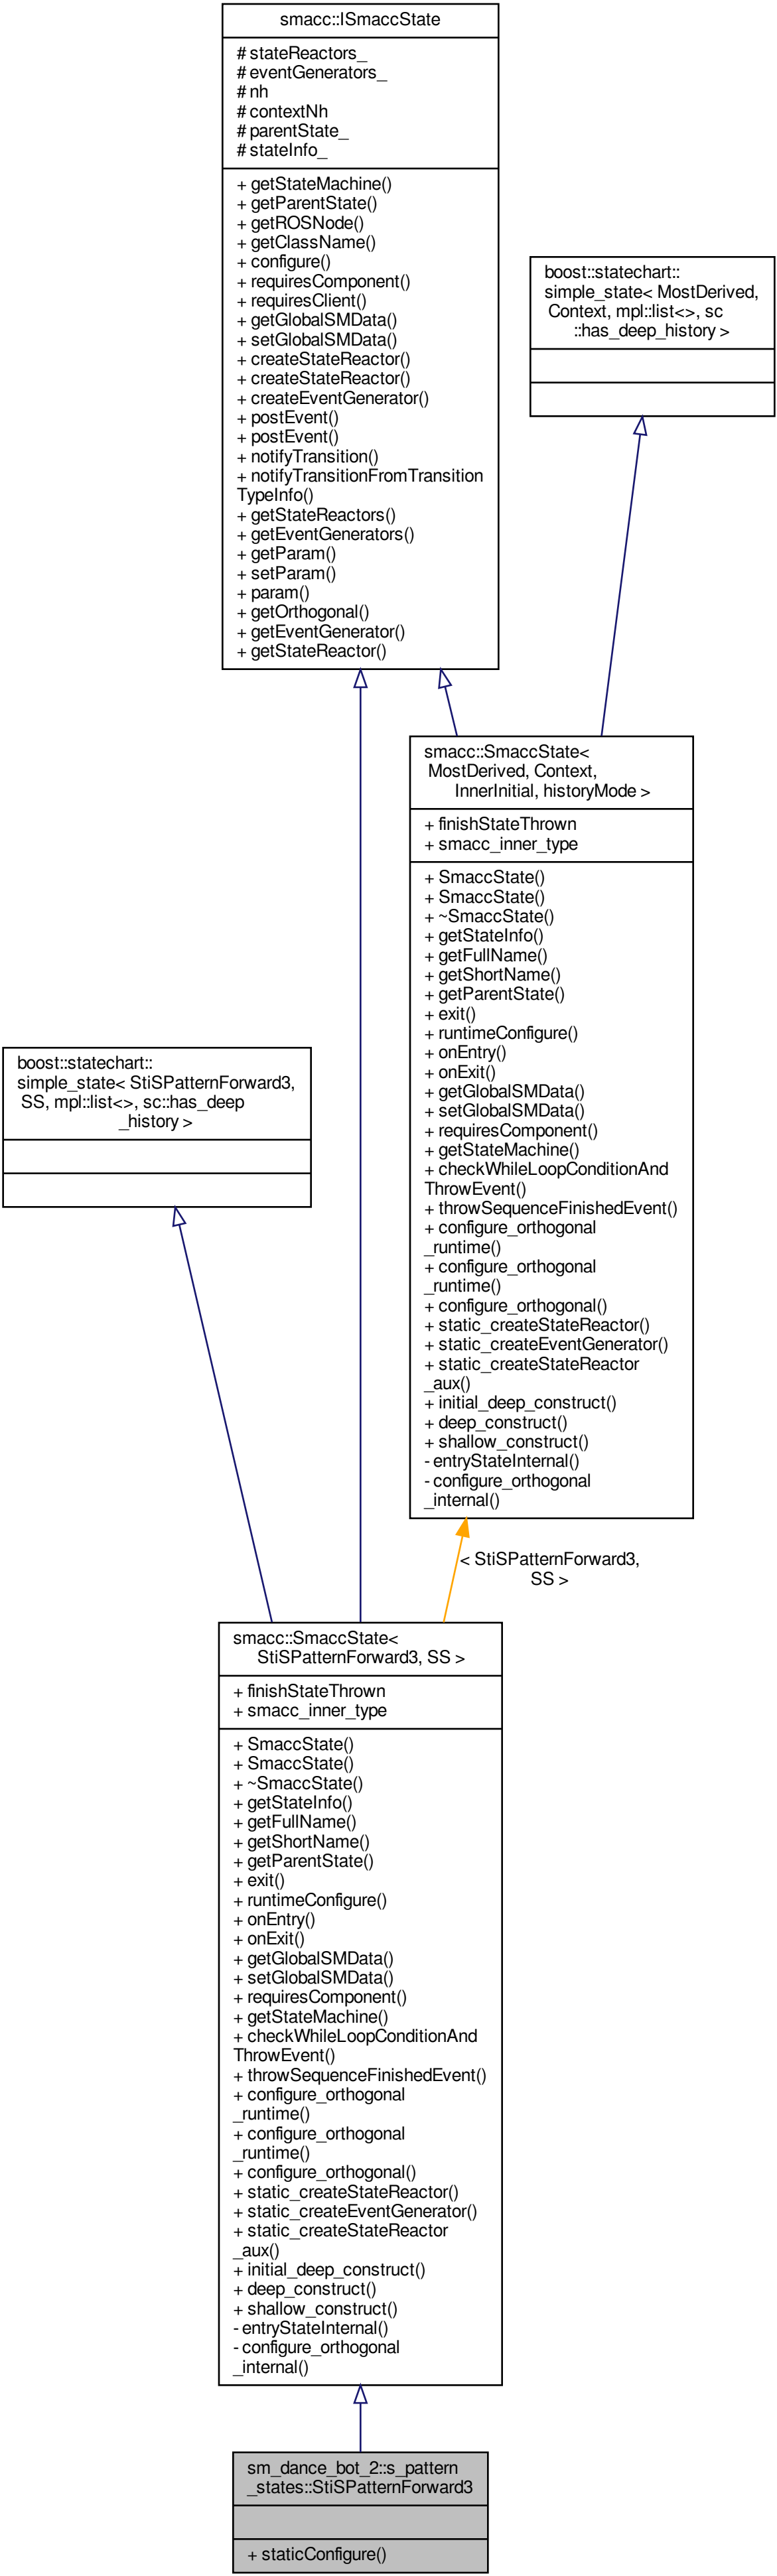 smacc::ISmaccState
# stateReactors_
# eventGenerators_
# nh
# contextNh
# parentState_
# stateInfo_
+ getStateMachine()
+ getParentState()
+ getROSNode()
+ getClassName()
+ configure()
+ requiresComponent()
+ requiresClient()
+ getGlobalSMData()
+ setGlobalSMData()
+ createStateReactor()
+ createStateReactor()
+ createEventGenerator()
+ postEvent()
+ postEvent()
+ notifyTransition()
+ notifyTransitionFromTransition
TypeInfo()
+ getStateReactors()
+ getEventGenerators()
+ getParam()
+ setParam()
+ param()
+ getOrthogonal()
+ getEventGenerator()
+ getStateReactor()
boost::statechart::
simple_state< MostDerived,
Context, mpl::list<>, sc
::has_deep_history >
smacc::SmaccState<
MostDerived, Context,
InnerInitial, historyMode >
+ finishStateThrown
+ smacc_inner_type
+ SmaccState()
+ SmaccState()
+ ~SmaccState()
+ getStateInfo()
+ getFullName()
+ getShortName()
+ getParentState()
+ exit()
+ runtimeConfigure()
+ onEntry()
+ onExit()
+ getGlobalSMData()
+ setGlobalSMData()
+ requiresComponent()
+ getStateMachine()
+ checkWhileLoopConditionAnd
ThrowEvent()
+ throwSequenceFinishedEvent()
+ configure_orthogonal
_runtime()
+ configure_orthogonal
_runtime()
+ configure_orthogonal()
+ static_createStateReactor()
+ static_createEventGenerator()
+ static_createStateReactor
_aux()
+ initial_deep_construct()
+ deep_construct()
+ shallow_construct()
- entryStateInternal()
- configure_orthogonal
_internal()
boost::statechart::
simple_state< StiSPatternForward3,
SS, mpl::list<>, sc::has_deep
_history >
< StiSPatternForward3,
SS >
smacc::SmaccState<
StiSPatternForward3, SS >
+ finishStateThrown
+ smacc_inner_type
+ SmaccState()
+ SmaccState()
+ ~SmaccState()
+ getStateInfo()
+ getFullName()
+ getShortName()
+ getParentState()
+ exit()
+ runtimeConfigure()
+ onEntry()
+ onExit()
+ getGlobalSMData()
+ setGlobalSMData()
+ requiresComponent()
+ getStateMachine()
+ checkWhileLoopConditionAnd
ThrowEvent()
+ throwSequenceFinishedEvent()
+ configure_orthogonal
_runtime()
+ configure_orthogonal
_runtime()
+ configure_orthogonal()
+ static_createStateReactor()
+ static_createEventGenerator()
+ static_createStateReactor
_aux()
+ initial_deep_construct()
+ deep_construct()
+ shallow_construct()
- entryStateInternal()
- configure_orthogonal
_internal()
sm_dance_bot_2::s_pattern
_states::StiSPatternForward3
+ staticConfigure()